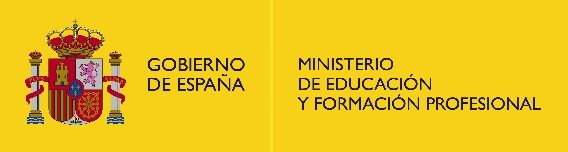 GOBIERNO
DE ESPAÑA
MINISTERIO
DE EDUCACIÓN
Y FORMACIÓN PROFESIONAL